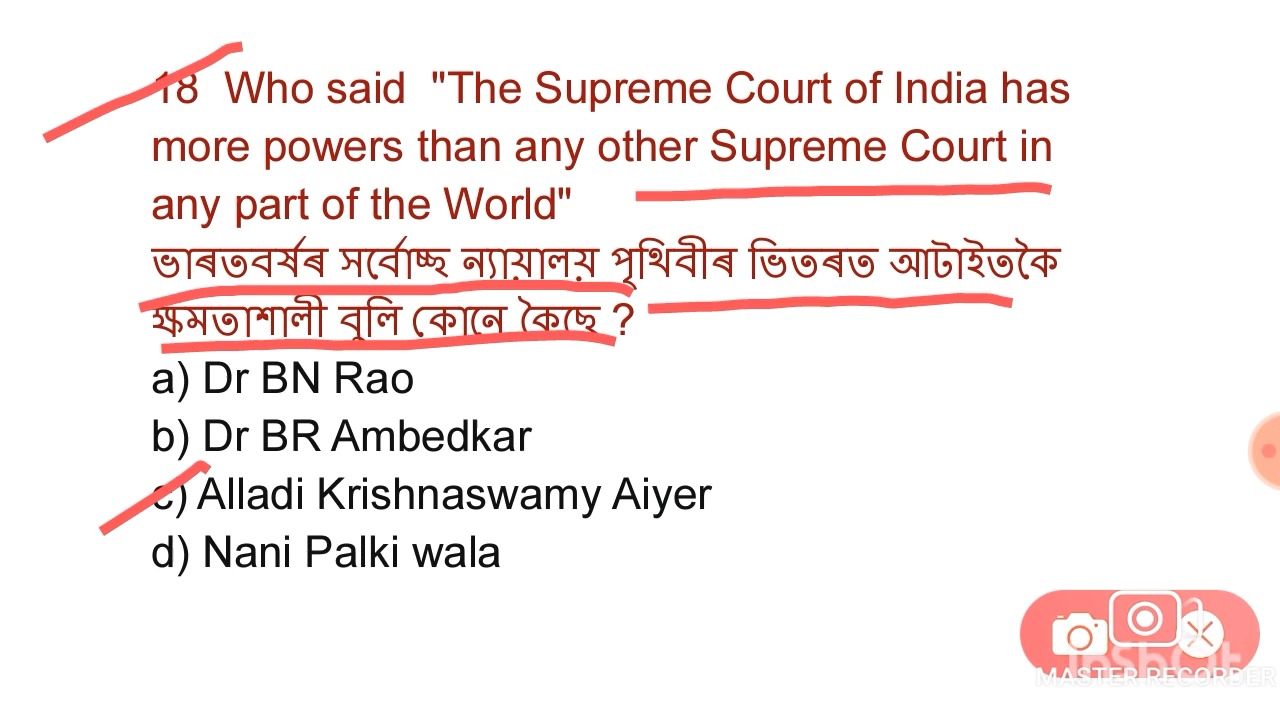 18 Who said "The Supreme Court of India has
more powers than any other Supreme Court in
any part of the World"
ভাৰতবৰ্ষৰ সৰ্বোচ্ছ ন্যায়ালয় পৃথিবীৰ ভিতৰত আটাইতকৈ
ক্ষমতাশালী বুলি কোনে কৈছে ?
a) Dr BN Rao
b) Dr BR Ambedkar
c) Alladi Krishnaswamy Aiyer
d) Nani Palki wala
MASTER RECORDER